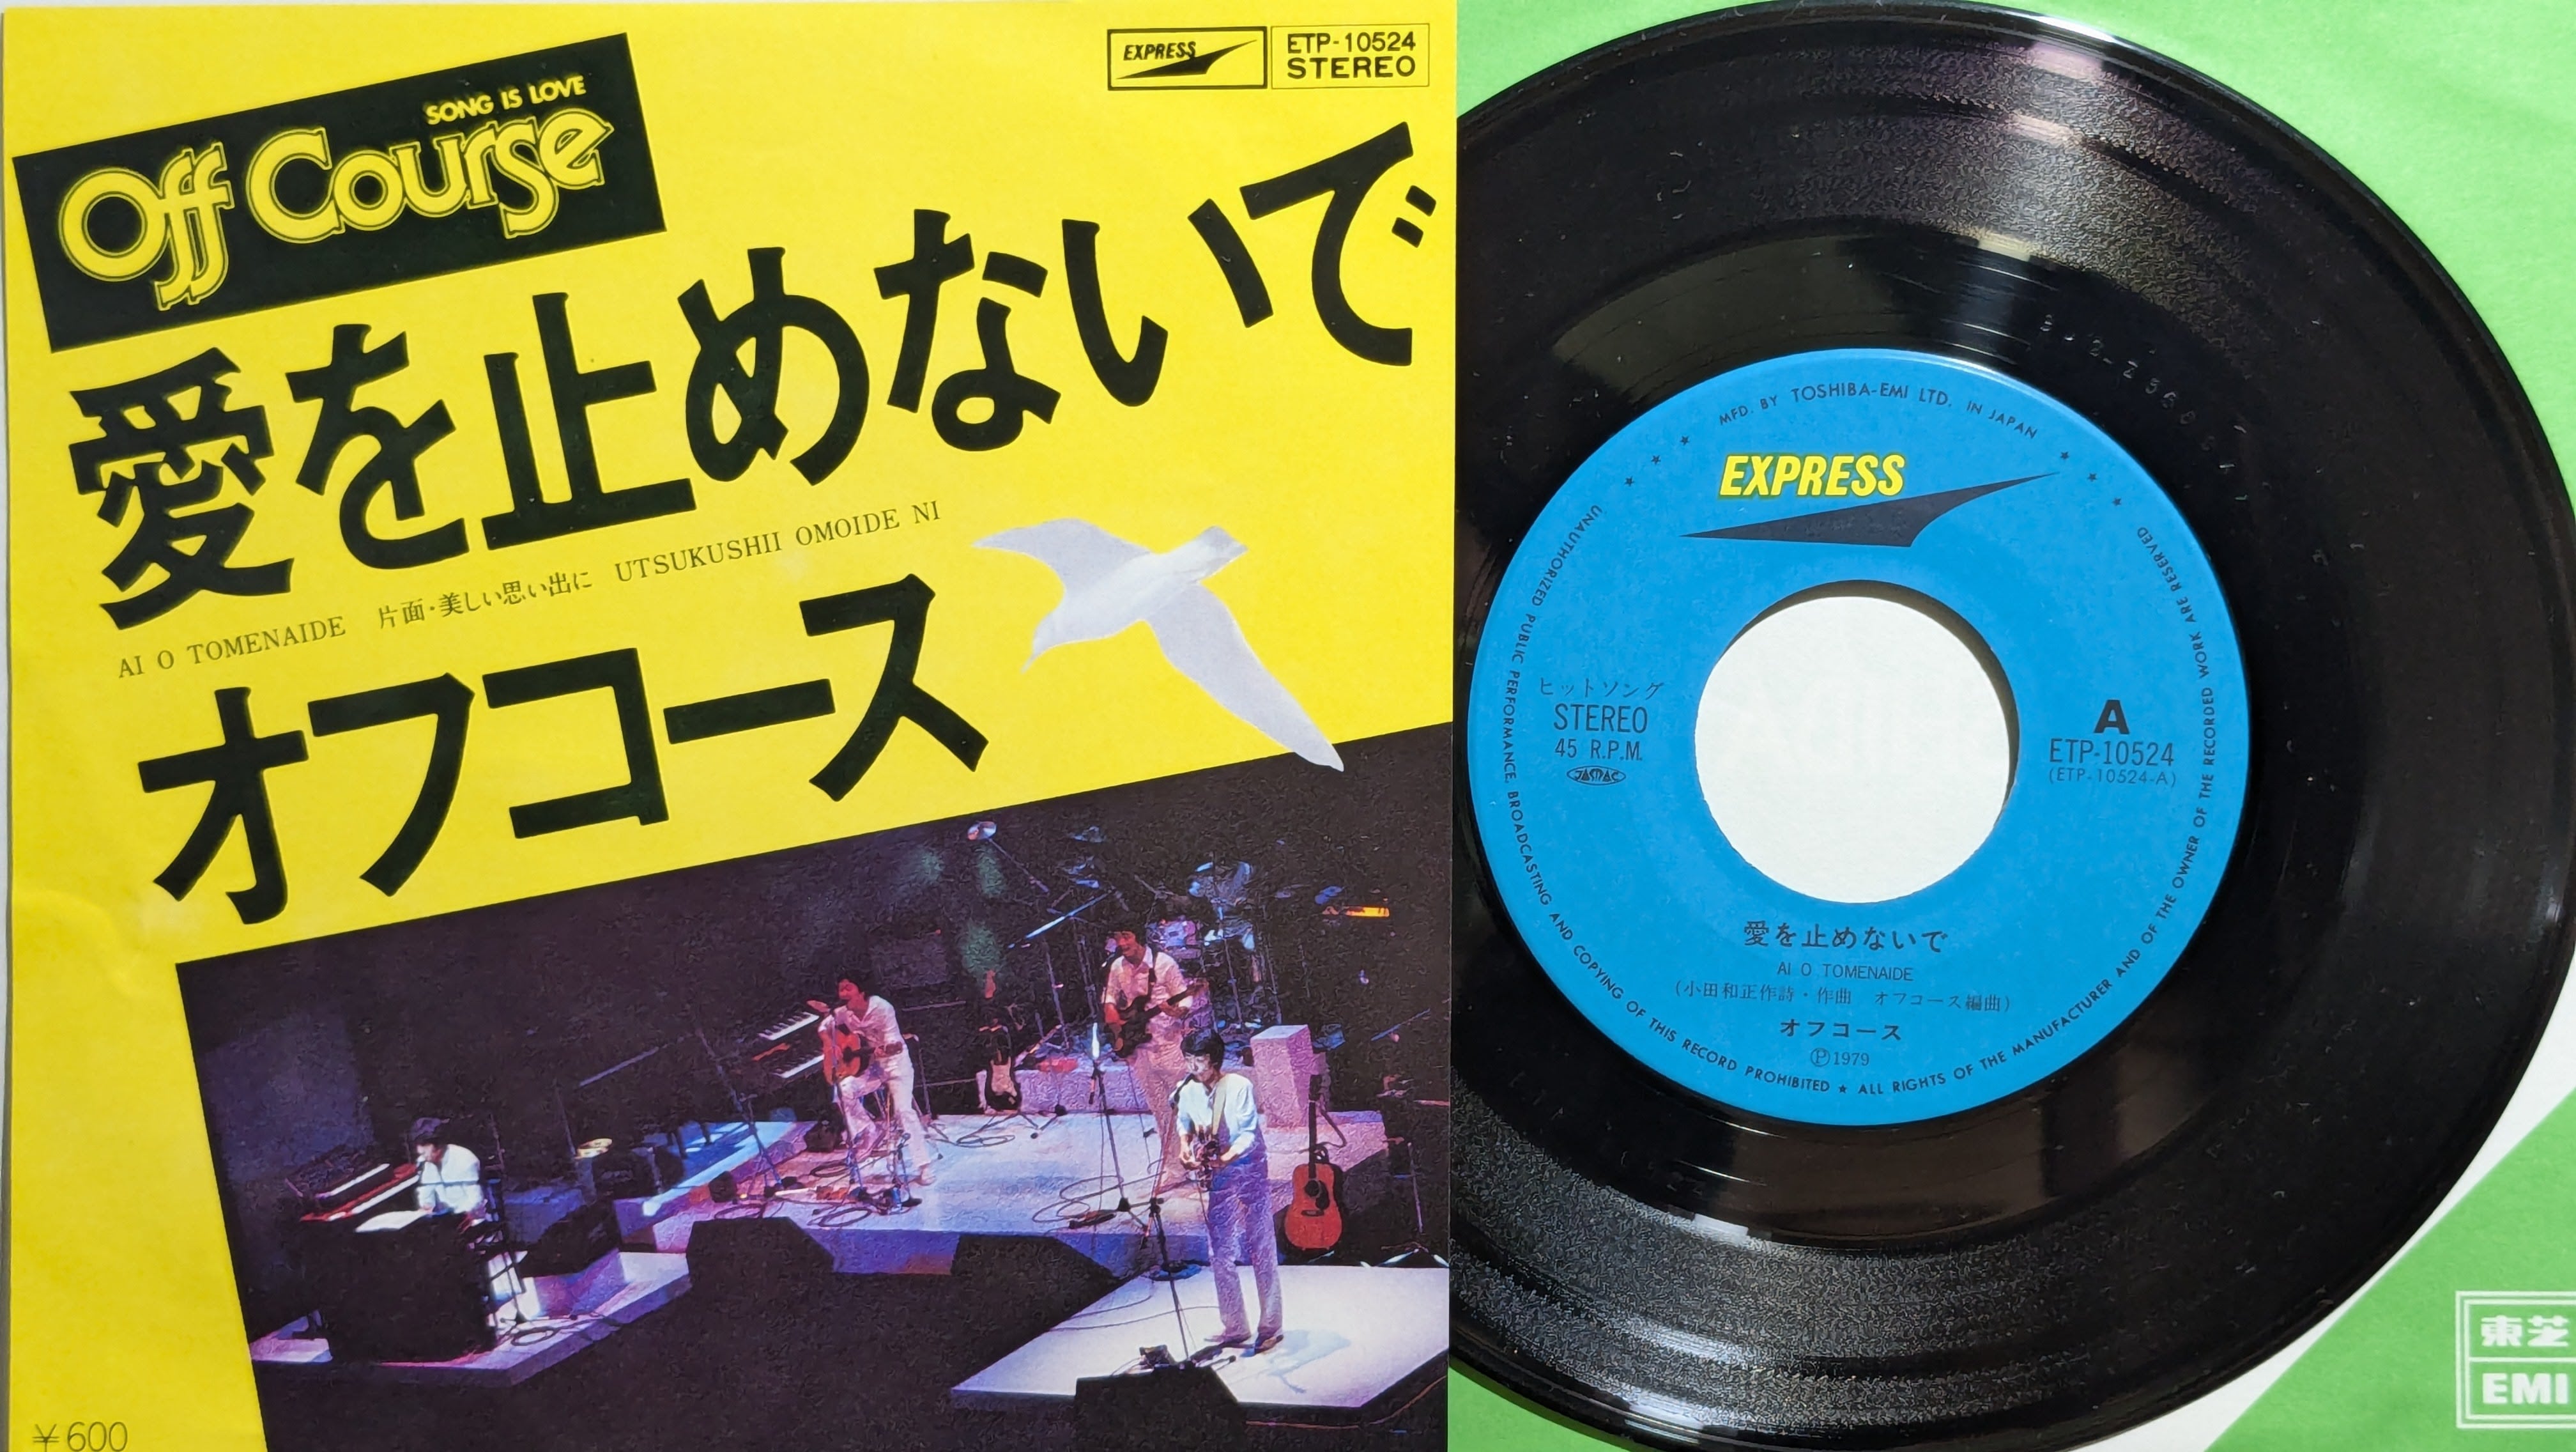 EXPRESS
ETP-10524
STEREO
SONG IS LOVE
Off Course
愛を止めないで
AI O TOMENAIDE 片面・美しい思い出に UTSUKUSHII OMOIDE NI
オフコース
¥600
MFD. BY TOSHIBA-EMI LTD. IN JAPAN
EXPRESS
ヒットソング
STEREO
45 R.P.M.
JASRAC
A
ETP-10524
(ETP-10524-A)
愛を止めないで
AI O TOMENAIDE
(小田和正作詩・作曲 オフコース編曲)
オフコース
Ⓟ1979
UNAUTHORIZED PUBLIC PERFORMANCE, BROADCASTING AND COPYING OF THIS RECORD PROHIBITED ★ ALL RIGHTS OF THE MANUFACTURER AND OF THE OWNER OF THE RECORDED WORK ARE RESERVED
東芝
EMI